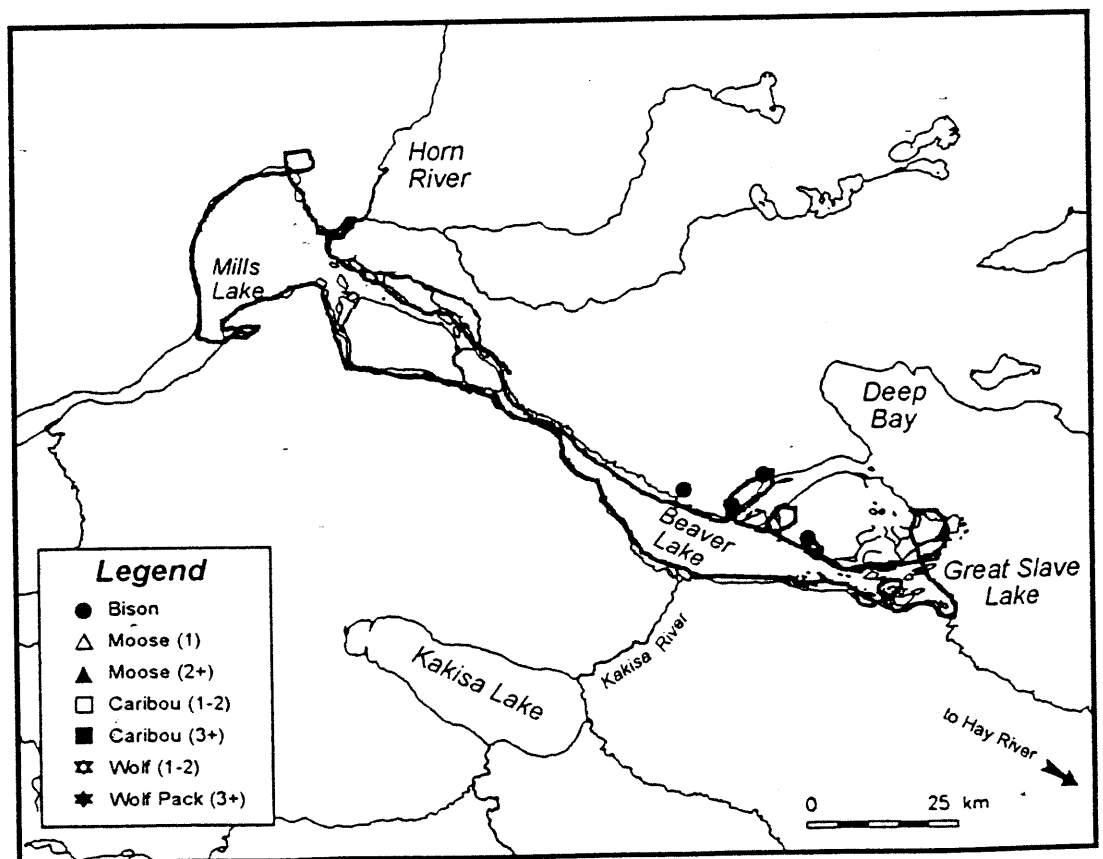 Horn
River
Mills
Lake
Deep
Bay
Beaver
Lake
Great Slave
Lake
Kakisa River
Kakisa Lake
to Hay River
Legend
Bison
Moose (1)
Moose (2+)
Caribou (1-2)
Caribou (3+)
Wolf (1-2)
Wolf Pack (3+)
0 25 km